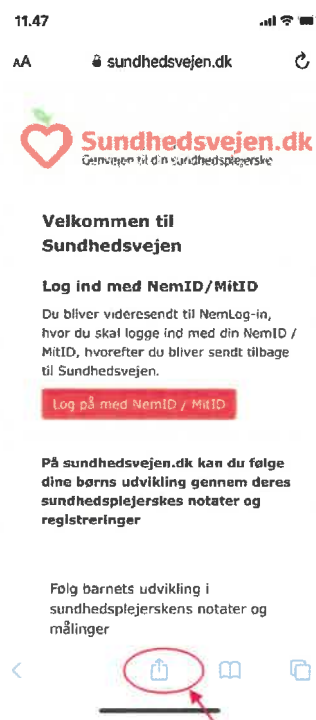 11.47
AA sundhedsvejen.dk
Sundhedsvejen.dk
Genvejen til din sundhedsplejerske
Velkommen til
Sundhedsvejen
Log ind med NemID/MitID
Du bliver videresendt til NemLog-in,
hvor du skal logge ind med din NemID /
MitID, hvorefter du bliver sendt tilbage
til Sundhedsvejen.
Log på med NemID / MitID
På sundhedsvejen.dk kan du følge
dine børns udvikling gennem deres
sundhedsplejerskes notater og
registreringer
Følg barnets udvikling i
sundhedsplejerskens notater og
målinger